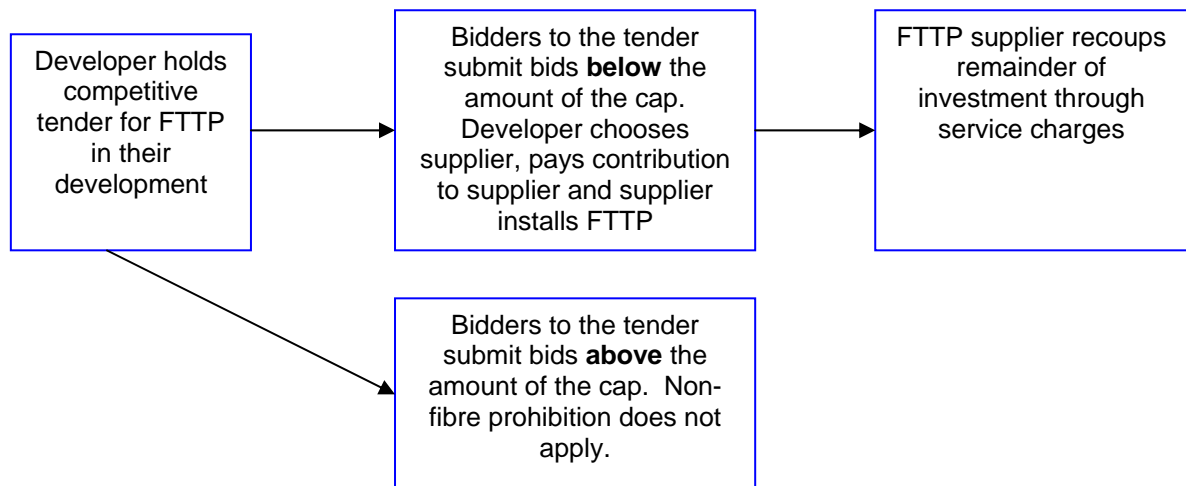 Developer holds
competitive
tender for FTTP
in their
development
Bidders to the tender
submit bids below the
amount of the cap.
Developer chooses
supplier, pays contribution
to supplier and supplier
installs FTTP
FTTP supplier recoups
remainder of
investment through
service charges
Bidders to the tender
submit bids above the
amount of the cap.  Non-
fibre prohibition does not
apply.